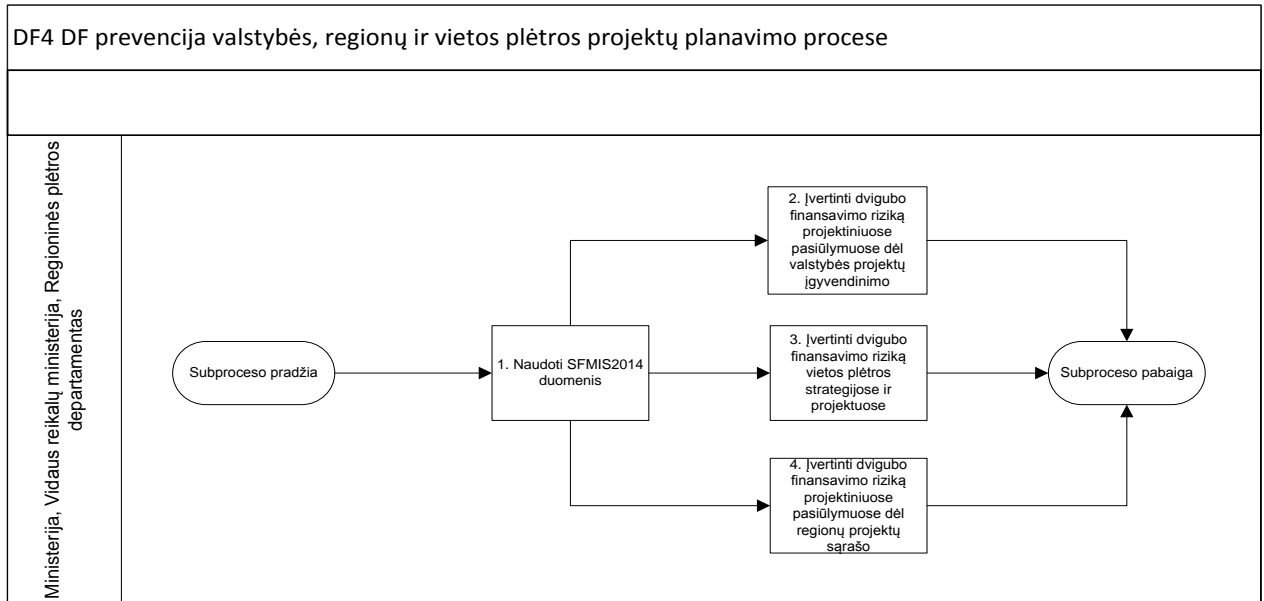 DF4 DF prevencija valstybės, regionų ir vietos plėtros projektų planavimo procese
Ministerija, Vidaus reikalų ministerija, Regioninės plėtros
departamentas
Subproceso pradžia
1. Naudoti SFMIS2014
duomenis
2. Įvertinti dvigubo
finansavimo riziką
projektiniuose
pasiūlymuose dėl
valstybės projektų
įgyvendinimo
3. Įvertinti dvigubo
finansavimo riziką
vietos plėtros
strategijose ir
projektuose
4. Įvertinti dvigubo
finansavimo riziką
projektiniuose
pasiūlymuose dėl
regionų projektų
sąrašo
Subproceso pabaiga